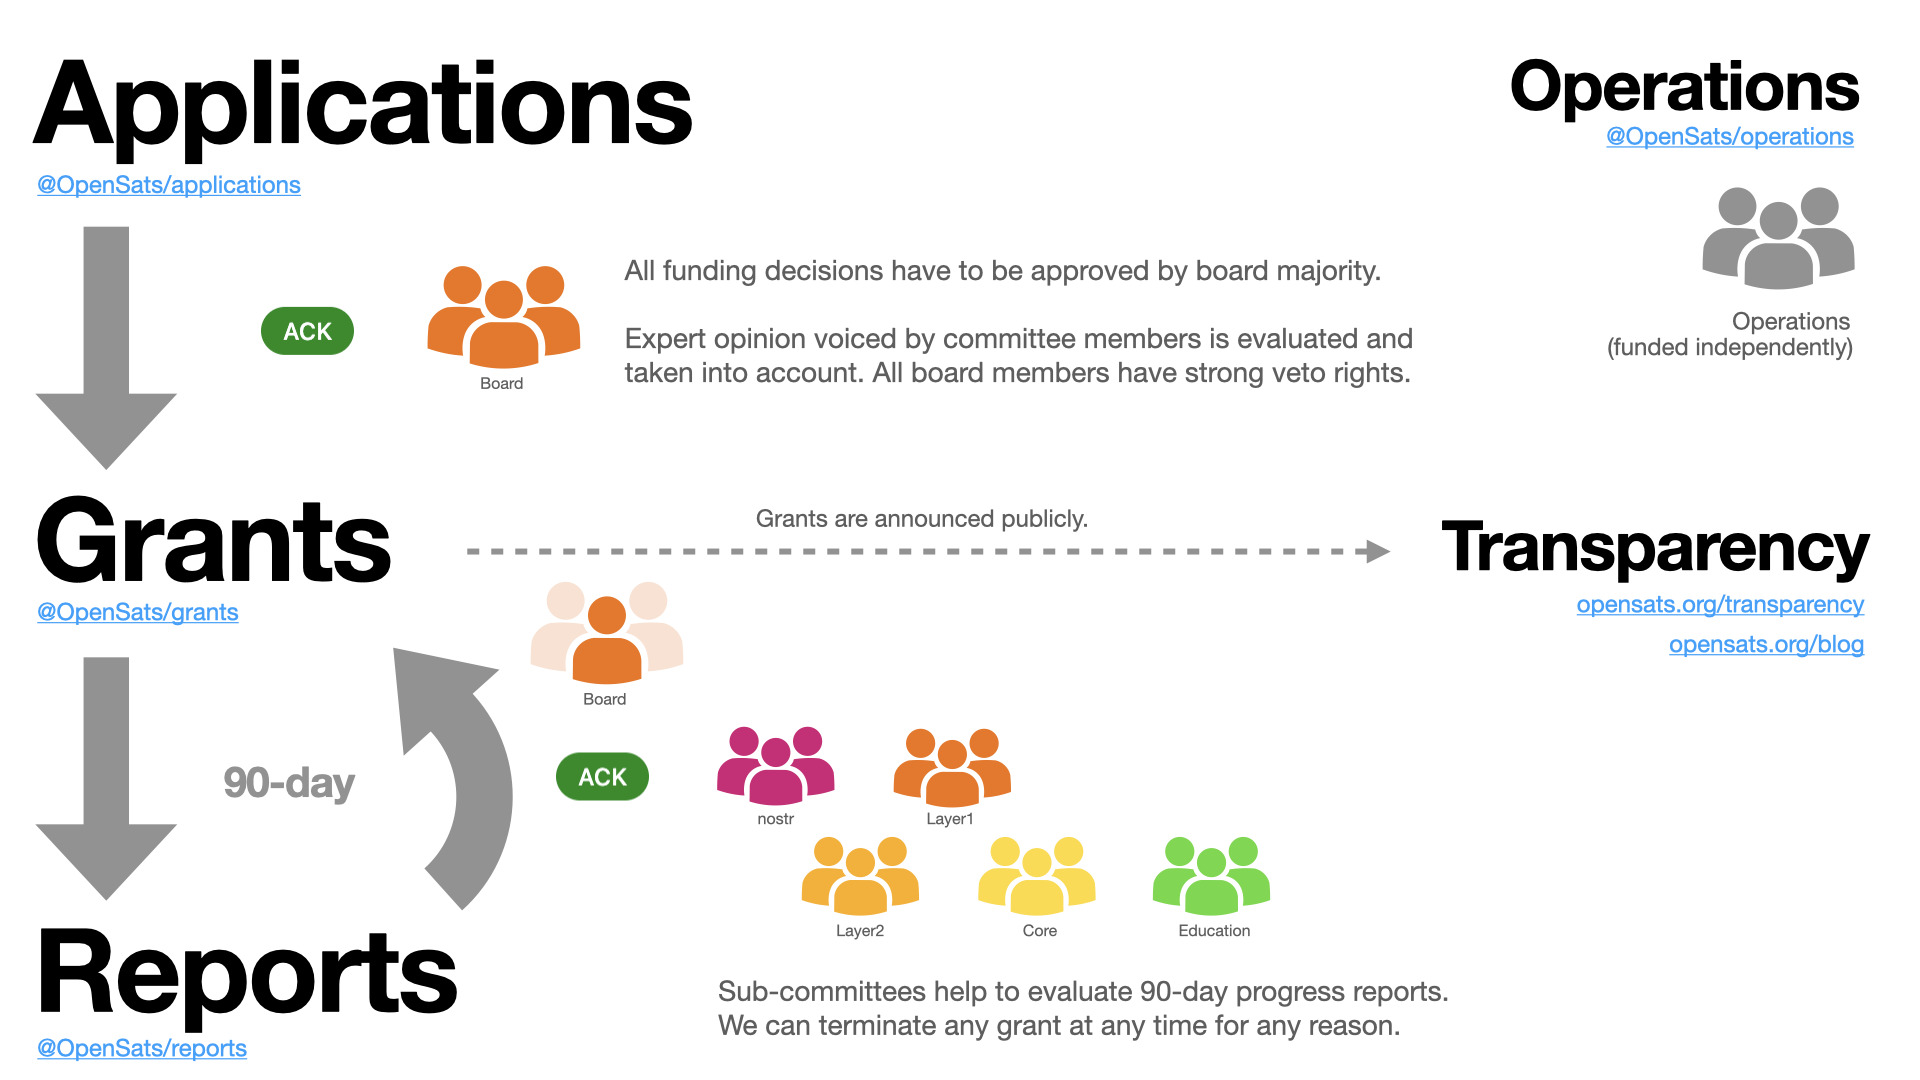 Applications
@OpenSats/applications
Operations
@OpenSats/operations
Operations
(funded independently)
ACK
Board
All funding decisions have to be approved by board majority.
Expert opinion voiced by committee members is evaluated and
taken into account. All board members have strong veto rights.
Grants
@OpenSats/grants
Grants are announced publicly.
Transparency
opensats.org/transparency
opensats.org/blog
Board
90-day
ACK
nostr
Layer1
Layer2
Core
Education
Reports
@OpenSats/reports
Sub-committees help to evaluate 90-day progress reports.
We can terminate any grant at any time for any reason.